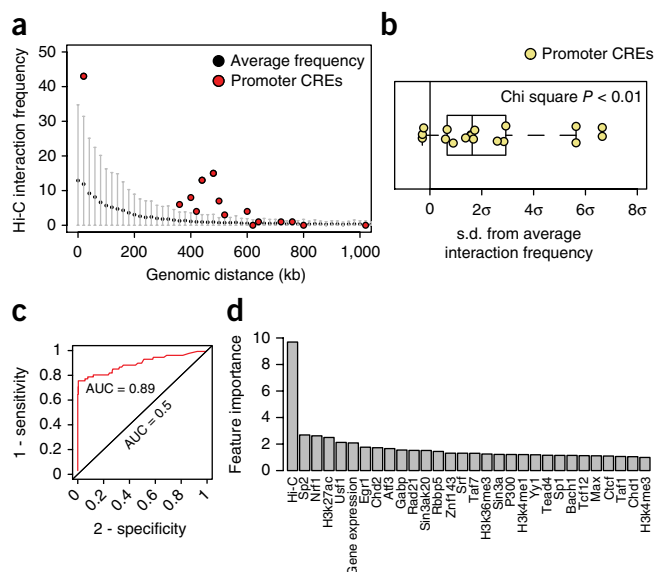 a
50
40
30
20
10
0
Hi-C interaction frequency
Average frequency
Promoter CREs
0 200 400 600 800 1,000
Genomic distance (kb)
b
Promoter CREs
Chi square P < 0.01
0 2σ 4σ 6σ 8σ
s.d. from average
interaction frequency
c
1
0.8
0.6
0.4
0.2
0
1 - sensitivity
AUC = 0.89
AUC = 0.5
0 0.2 0.4 0.6 0.8 1
2 - specificity
d
10
8
6
4
2
0
Feature importance
Hi-C
Sp2
Nrf1
H3k27ac
Usf1
Gene expression
Egr1
Chd2
Atf3
Gabp
Rad21
Sin3ak20
Rbbp5
Znf143
Srf
Taf7
H3k36me3
Sin3a
P300
H3k4me1
Yy1
Tead4
Sp1
Bach1
Tcf12
Max
Ctcf
Taf1
Chd1
H3k4me3